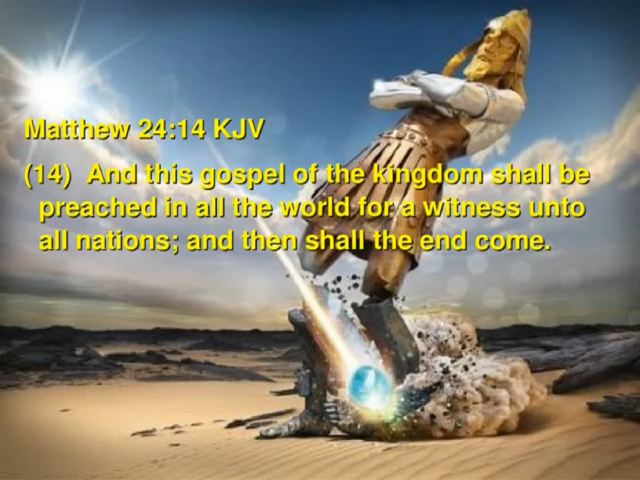 Matthew 24:14 KJV
(14)  And this gospel of the kingdom shall be
preached in all the world for a witness unto
all nations; and then shall the end come.